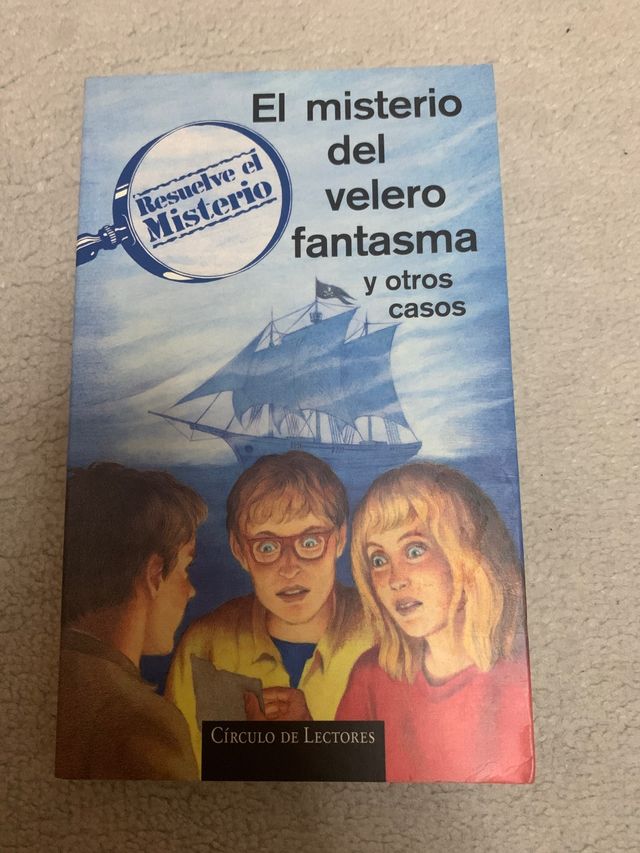 El misterio
del
velero
fantasma
y otros
casos
Resuelve el
Misterio
CÍRCULO DE LECTORES